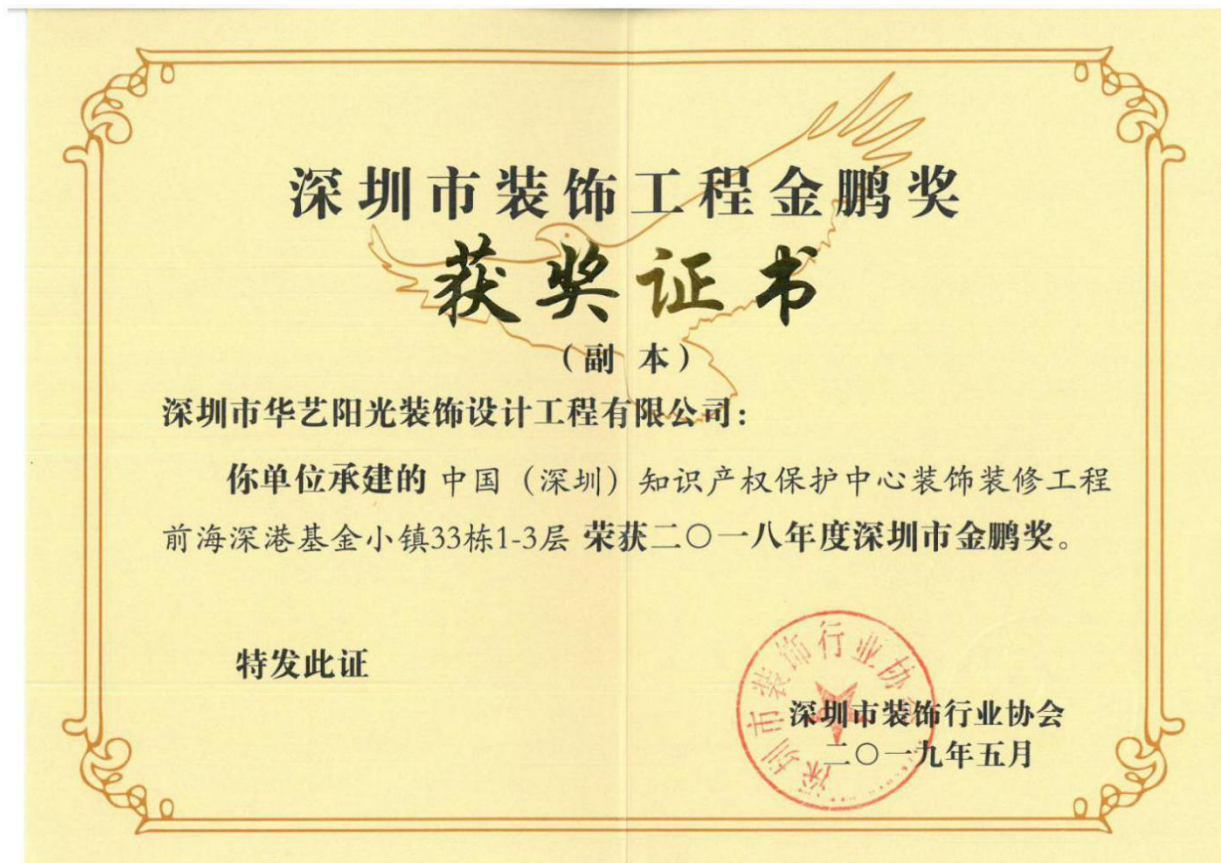 深圳市装饰工程金鹏奖
获奖证书
（副 本）
深圳市华艺阳光装饰设计工程有限公司：
你单位承建的 中国（深圳）知识产权保护中心装饰装修工程
前海深港基金小镇33栋1-3层 荣获二〇一八年度深圳市金鹏奖。
特发此证
深圳市装饰行业协会
深圳市装饰行业协会
二〇一九年五月